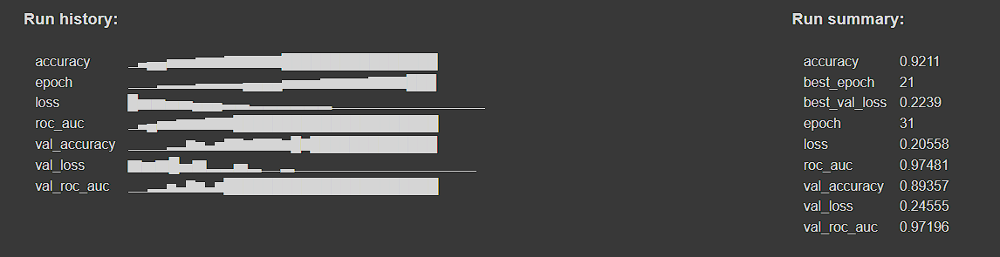 Run history:
accuracy
epoch
loss
roc_auc
val_accuracy
val_loss
val_roc_auc
Run summary:
accuracy 0.9211
best_epoch 21
best_val_loss 0.2239
epoch 31
loss 0.20558
roc_auc 0.97481
val_accuracy 0.89357
val_loss 0.24555
val_roc_auc 0.97196